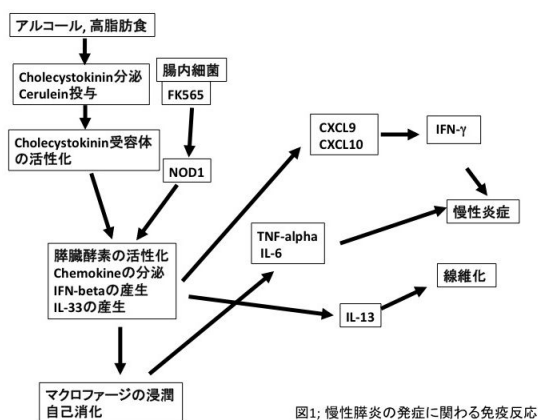 アルコール, 高脂肪食
Cholecystokinin分泌
Cerulein投与
腸内細菌
FK565
Cholecystokinin受容体
の活性化
NOD1
CXCL9
CXCL10
IFN-γ
慢性炎症
TNF-alpha
IL-6
膵臓酵素の活性化
Chemokineの分泌
IFN-betaの産生
IL-33の産生
線維化
IL-13
マクロファージの浸潤
自己消化
図1; 慢性膵炎の発症に関わる免疫反応